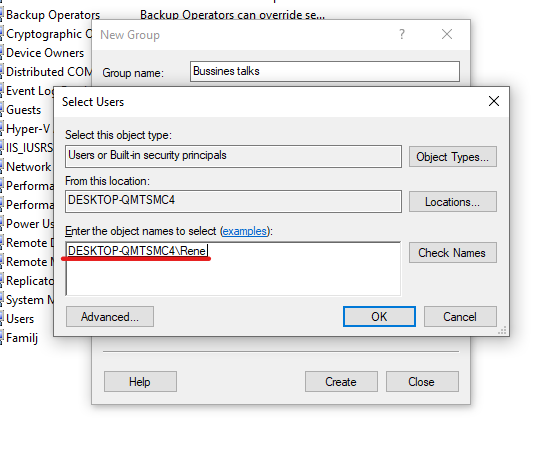 Backup Operators Backup Operators can override se...
Cryptographic O
Device Owners
Distributed COM
Event Log
Guests
Hyper-V
IIS_IUSRS
Network
Performa
Performa
Power Us
Remote D
Remote M
Replicato
System M
Users
Familj
New Group
?
Group name: Bussines talks
Select Users
Select this object type:
Users or Built-in security principals
Object Types...
From this location:
DESKTOP-QMTSMC4
Locations...
Enter the object names to select (examples):
DESKTOP-QMTSMC4\Rene
Check Names
Advanced...
OK
Cancel
Help
Create
Close